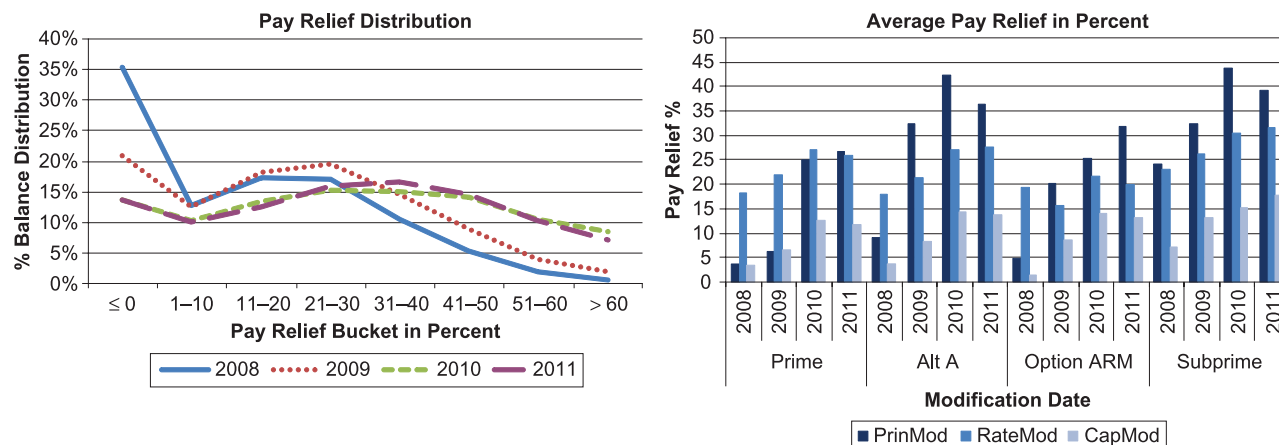 Pay Relief Distribution
% Balance Distribution
40%
35%
30%
25%
20%
15%
10%
5%
0%
≤ 0 1–10 11–20 21–30 31–40 41–50 51–60 > 60
Pay Relief Bucket in Percent
2008 2009 2010 2011
Average Pay Relief in Percent
Pay Relief %
50
45
40
35
30
25
20
15
10
5
0
2008 2009 2010 2011 2008 2009 2010 2011 2008 2009 2010 2011 2008 2009 2010 2011
Prime Alt A Option ARM Subprime
Modification Date
PrinMod RateMod CapMod